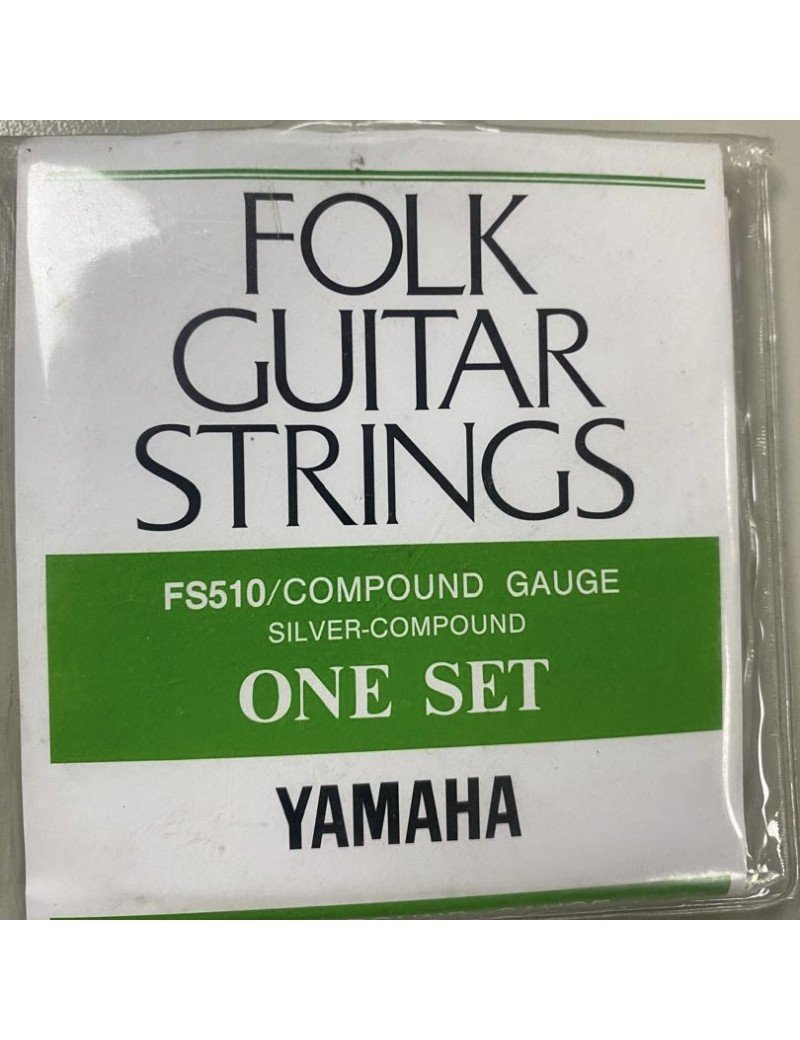 FOLK
GUITAR
STRINGS
FS510/COMPOUND GAUGE
SILVER-COMPOUND
ONE SET
YAMAHA